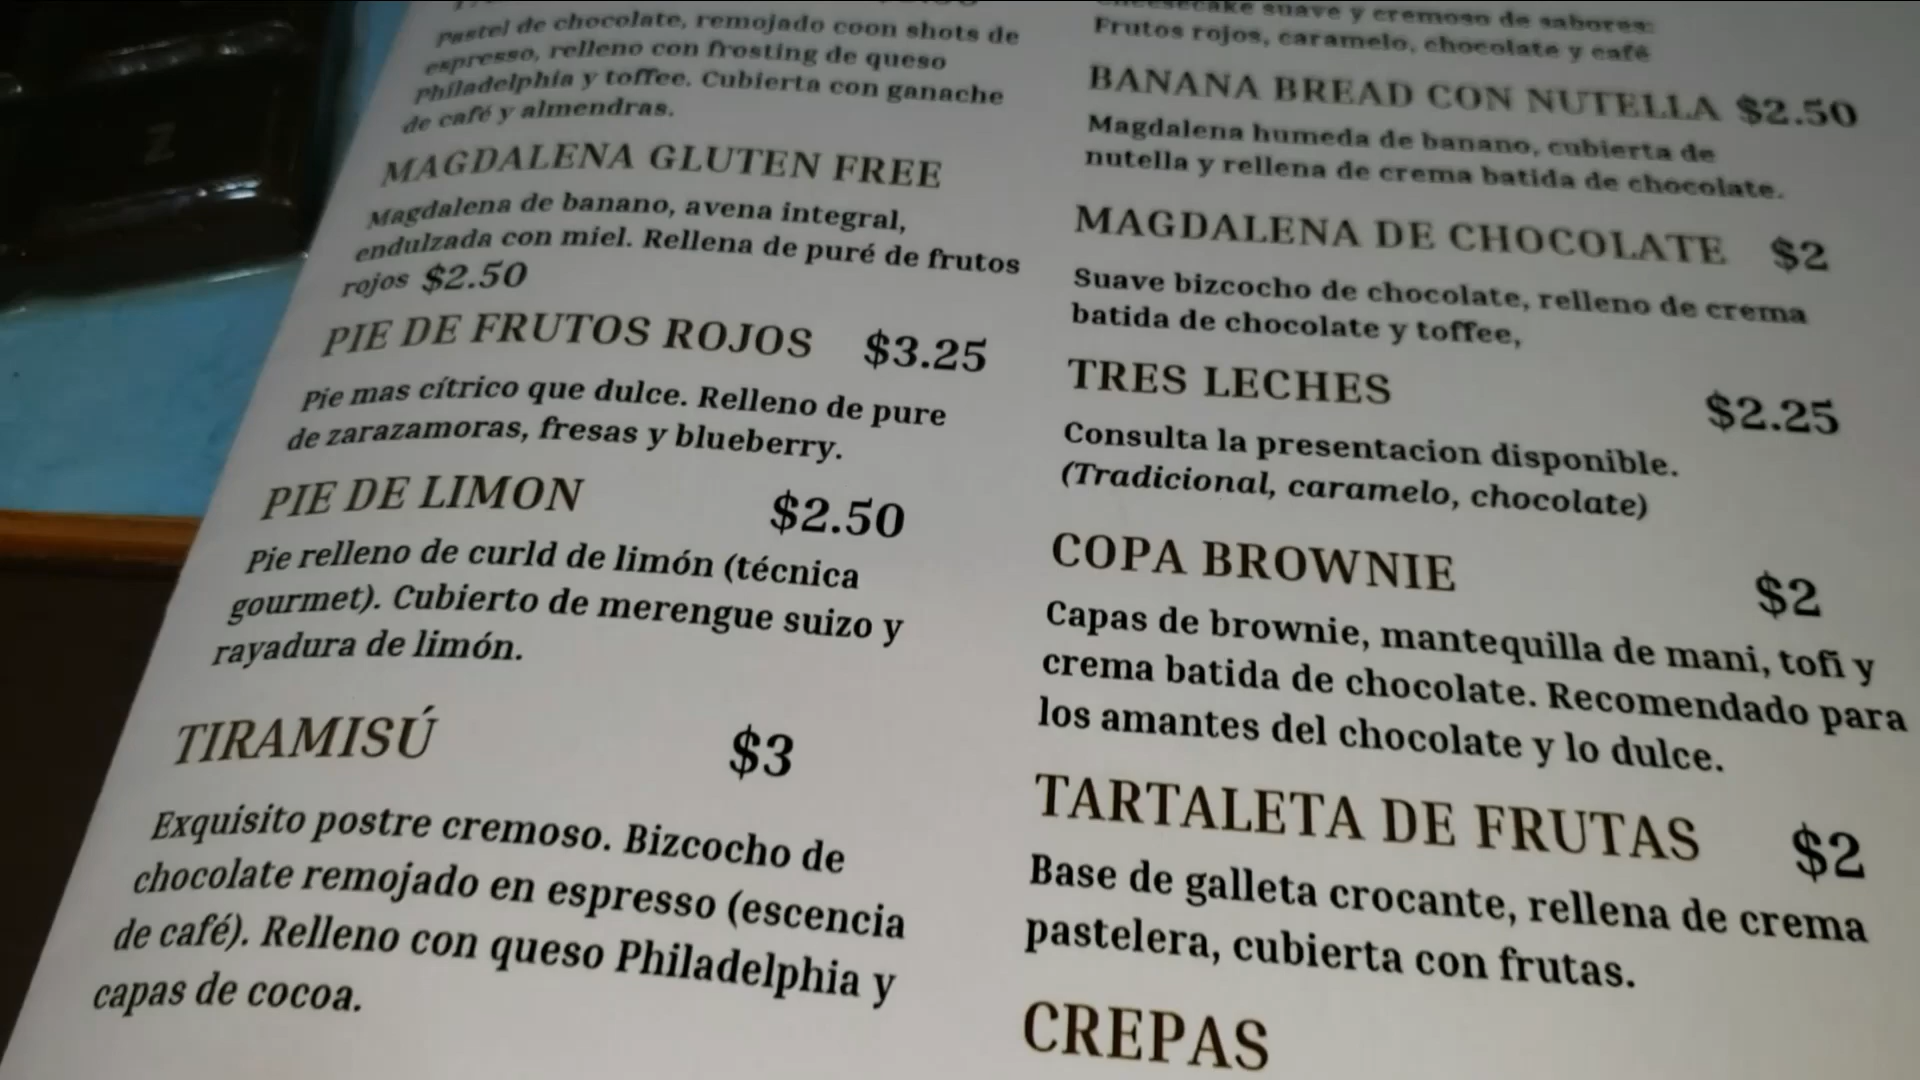 Pastel de chocolate, remojado coon shots de
espresso, relleno con frosting de queso
Philadelphia y toffee. Cubierta con ganache
de café y almendras.
MAGDALENA GLUTEN FREE
Magdalena de banano, avena integral,
endulzada con miel. Rellena de puré de frutos
rojos $2.50
PIE DE FRUTOS ROJOS $3.25
Pie mas cítrico que dulce. Relleno de pure
de zarazamoras, fresas y blueberry.
PIE DE LIMON $2.50
Pie relleno de curld de limón (técnica
gourmet). Cubierto de merengue suizo y
rayadura de limón.
TIRAMISÚ $3
Exquisito postre cremoso. Bizcocho de
chocolate remojado en espresso (escencia
de café). Relleno con queso Philadelphia y
capas de cocoa.
cheesecake suave y cremoso de sabores:
Frutos rojos, caramelo, chocolate y café
BANANA BREAD CON NUTELLA $2.50
Magdalena humeda de banano, cubierta de
nutella y rellena de crema batida de chocolate.
MAGDALENA DE CHOCOLATE $2
Suave bizcocho de chocolate, relleno de crema
batida de chocolate y toffee,
TRES LECHES $2.25
Consulta la presentacion disponible.
(Tradicional, caramelo, chocolate)
COPA BROWNIE $2
Capas de brownie, mantequilla de mani, tofi y
crema batida de chocolate. Recomendado para
los amantes del chocolate y lo dulce.
TARTALETA DE FRUTAS $2
Base de galleta crocante, rellena de crema
pastelera, cubierta con frutas.
CREPAS
Z